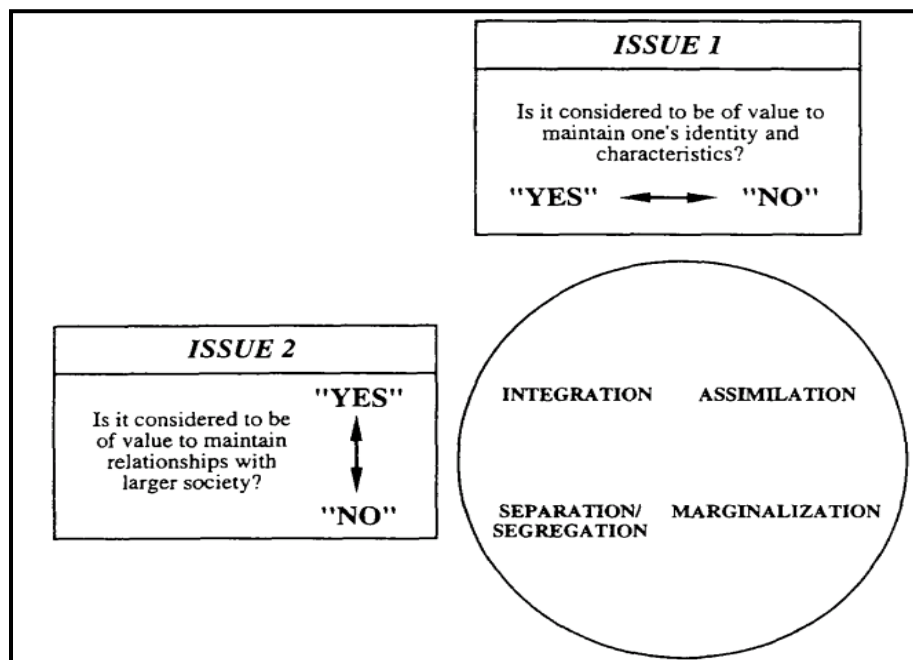 ISSUE 1
Is it considered to be of value to
maintain one's identity and
characteristics?
"YES" "NO"
ISSUE 2
Is it considered to be
of value to maintain
relationships with
larger society?
"YES"
"NO"
INTEGRATION ASSIMILATION
SEPARATION/ MARGINALIZATION
SEGREGATION